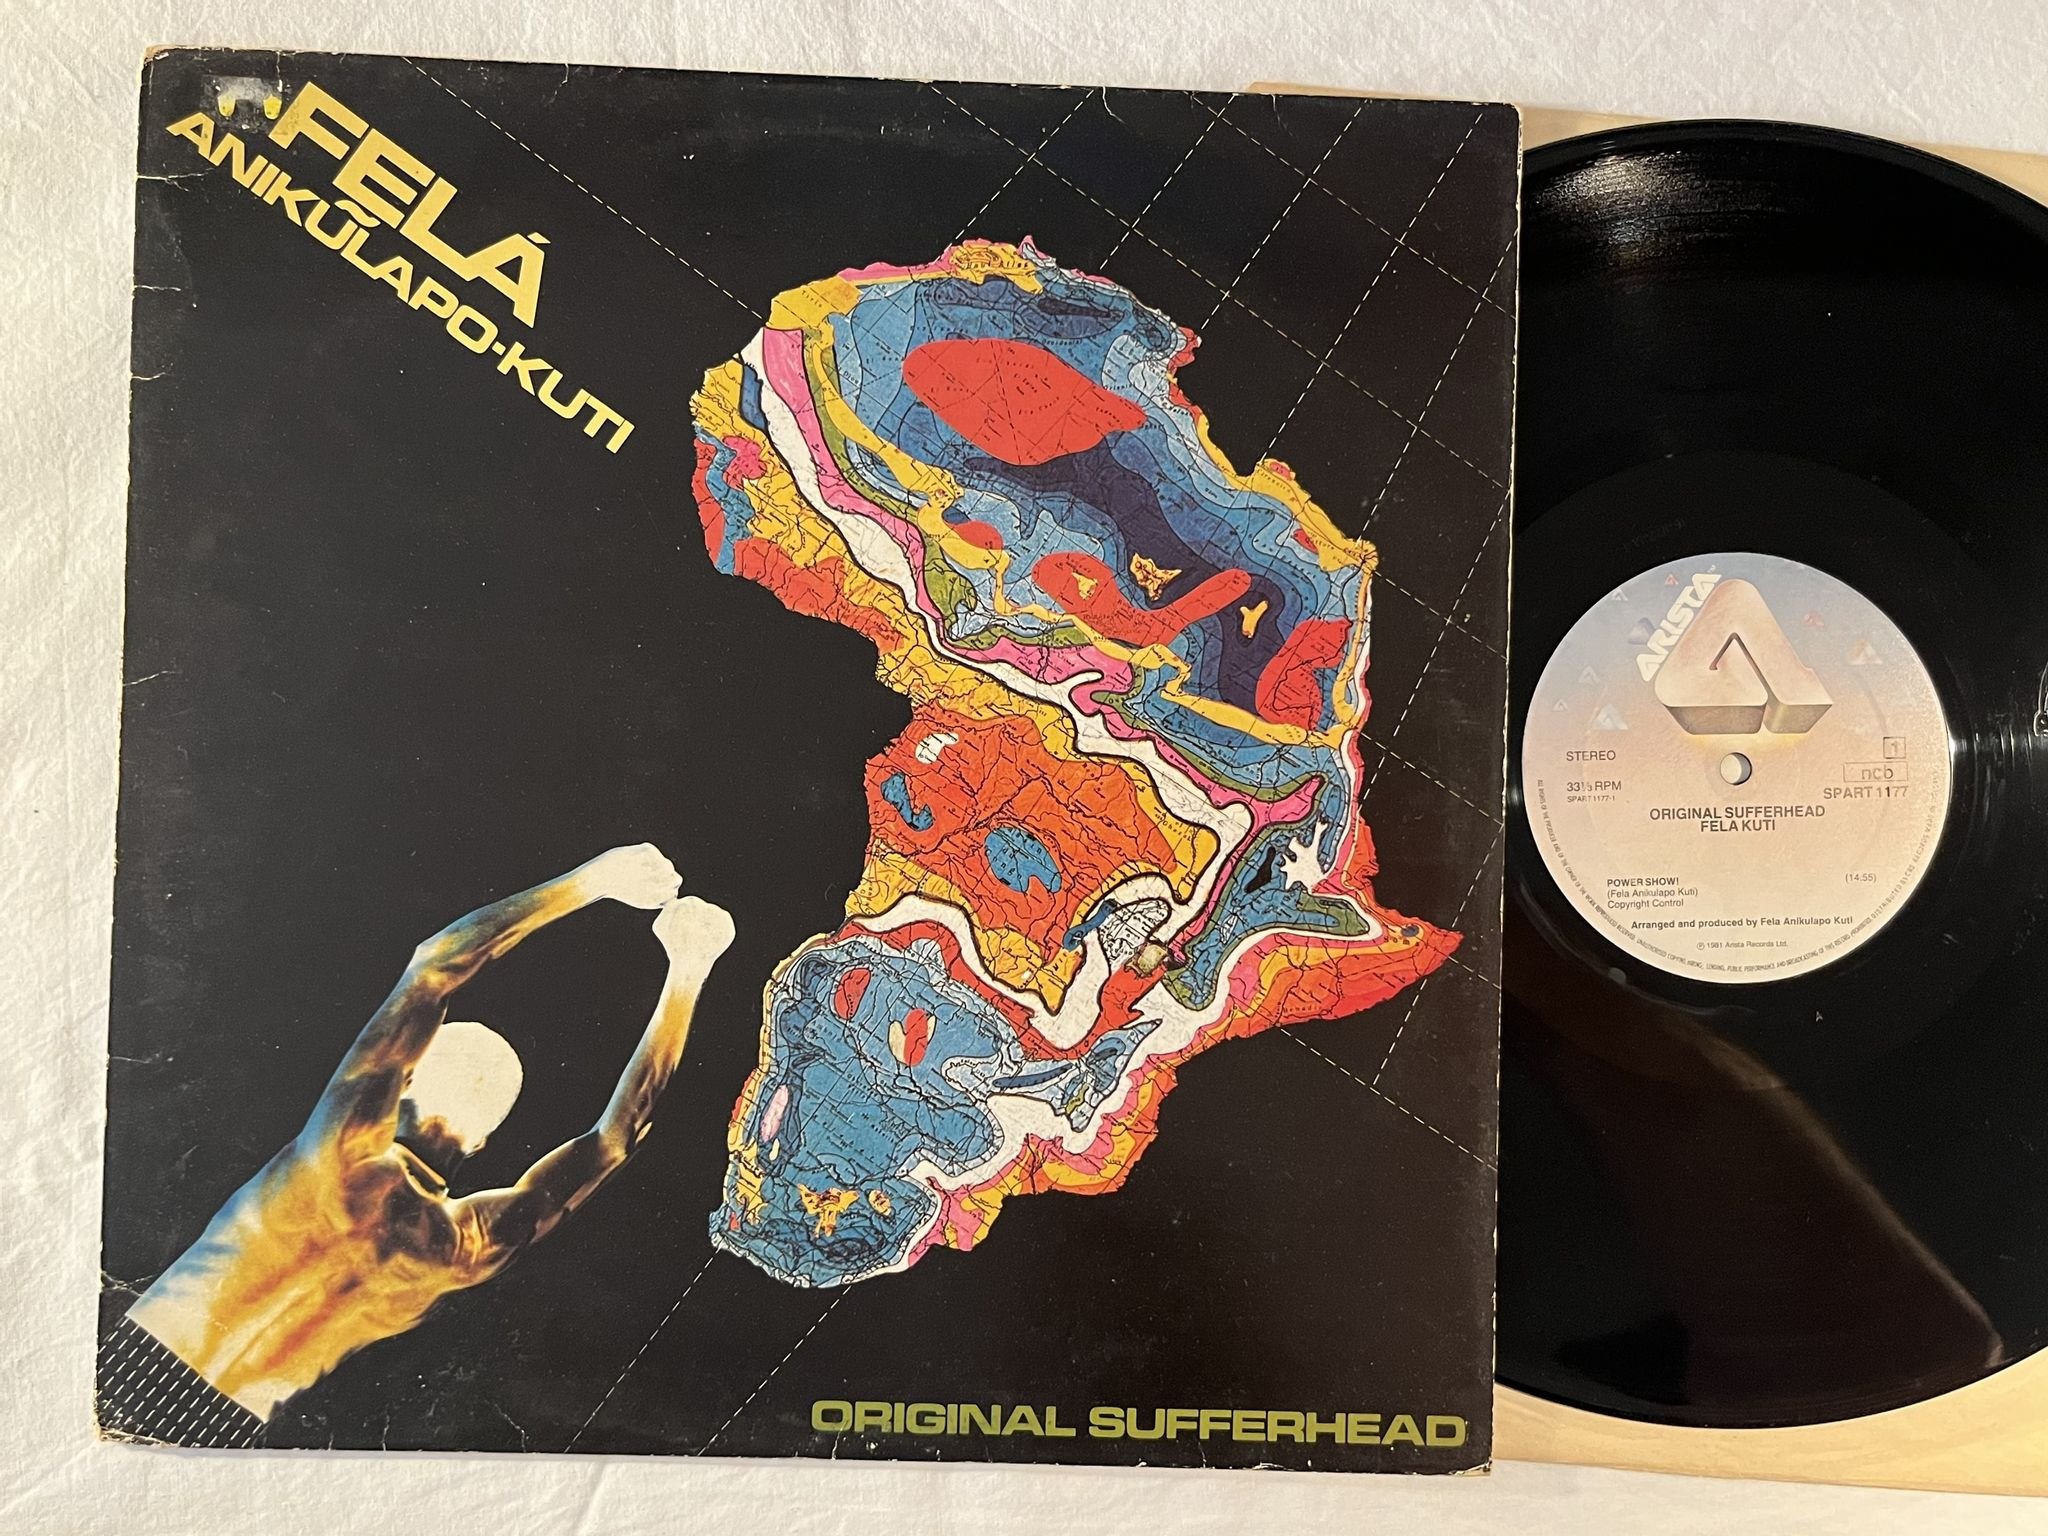 FELÁ
ANIKŨLAPO-KUTI
ORIGINAL SUFFERHEAD
ARISTA™
STEREO
1
ncb
33⅓ RPM
SPART 1177
SPART 1177-1
ORIGINAL SUFFERHEAD
FELA KUTI
POWER SHOW!
(14.55)
(Fela Anikulapo Kuti)
Copyright Control
Arranged and produced by Fela Anikulapo Kuti
℗ 1981 Arista Records Ltd.